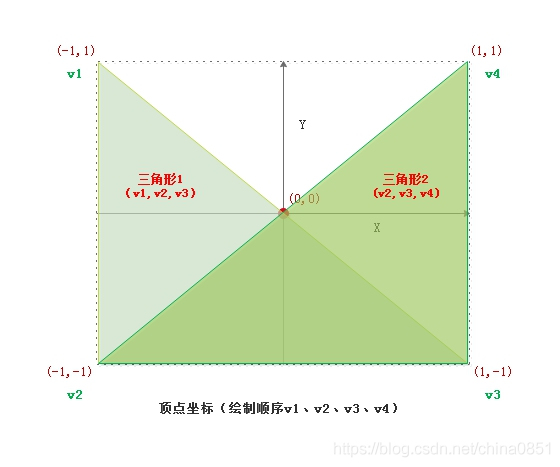 (-1,1)
(1,1)
v1
v4
Y
三角形1
(v1,v2,v3)
三角形2
(v2,v3,v4)
(0,0)
X
(-1,-1)
(1,-1)
v2
v3
顶点坐标（绘制顺序v1、v2、v3、v4）
https://blog.csdn.net/china0851